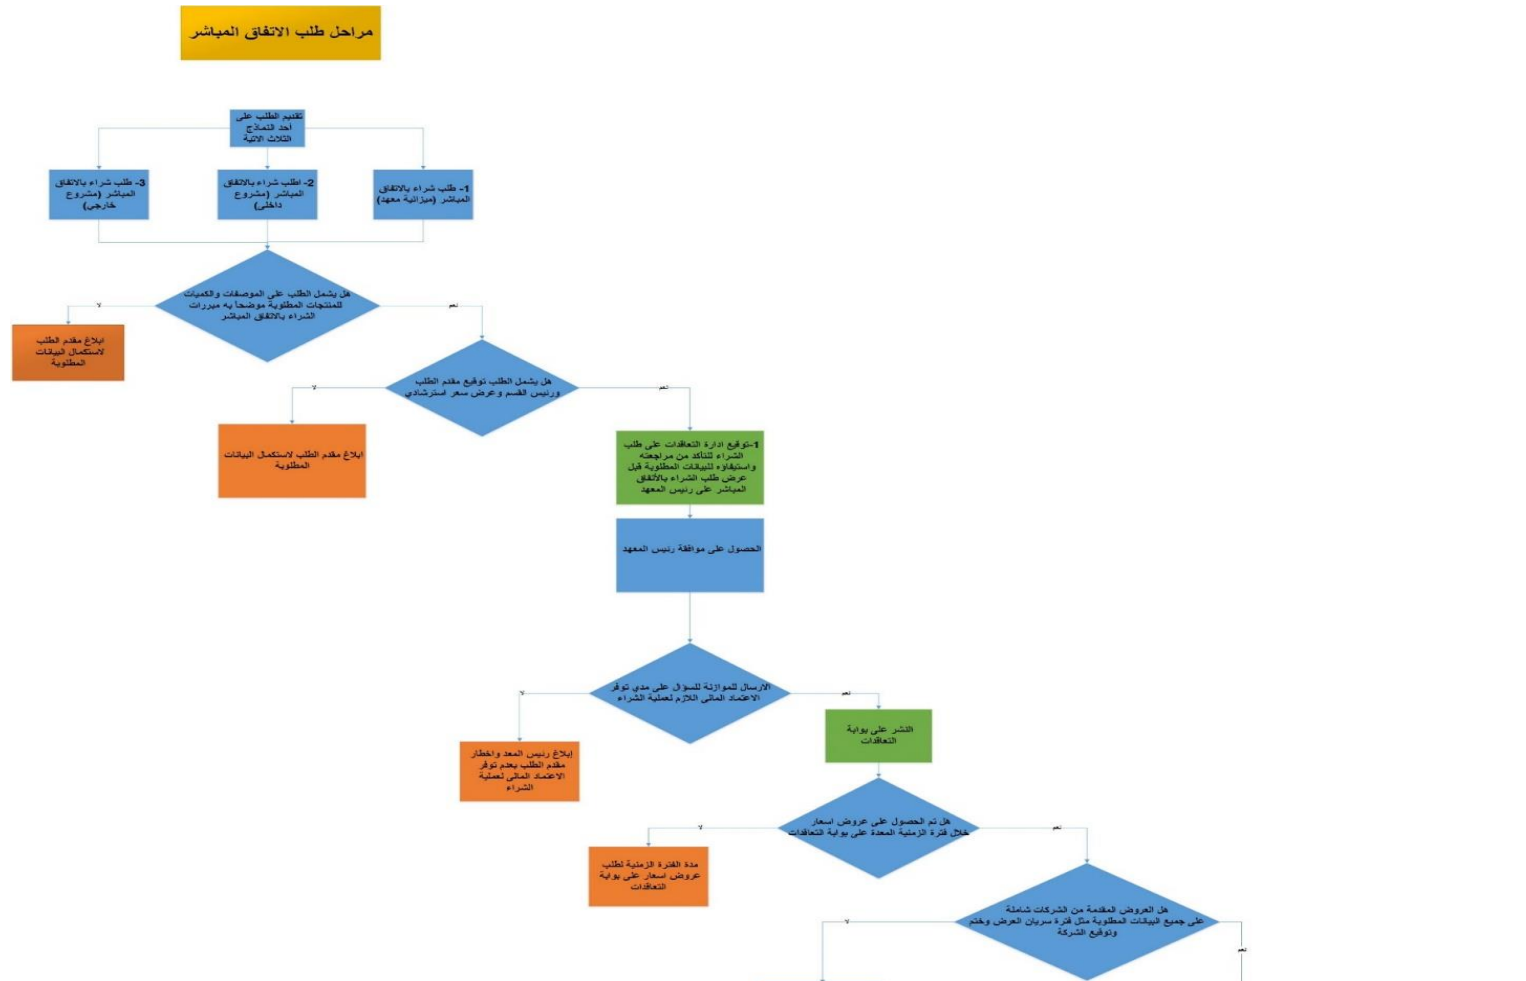 مراحل طلب الاتفاق المباشر
تقديم الطلب على
أحد النماذج
الثلاث الاتية
1- طلب شراء بالاتفاق
المباشر (ميزانية معهد)
2- اطلب شراء بالاتفاق
المباشر (مشروع
داخلى)
3- طلب شراء بالاتفاق
المباشر (مشروع
خارجي)
هل يشمل الطلب على الموصفات والكميات
للمنتجات المطلوبة موضحاً به مبررات
الشراء بالاتفاق المباشر
نعم
لا
ابلاغ مقدم الطلب
لاستكمال البيانات
المطلوبة
هل يشمل الطلب توقيع مقدم الطلب
ورئيس القسم وعرض سعر استرشادي
نعم
لا
ابلاغ مقدم الطلب لاستكمال البيانات
المطلوبة
1-توقيع ادارة التعاقدات على طلب
الشراء للتأكد من مراجعته
واستيفاؤه للبيانات المطلوبة قبل
عرض طلب الشراء بالأتفاق
المباشر على رئيس المعهد
الحصول على موافقة رئيس المعهد
الارسال للموازنة للسؤال على مدي توفر
الاعتماد المالى اللازم لعملية الشراء
نعم
لا
إبلاغ رئيس المعد واخطار
مقدم الطلب بعدم توفر
الاعتماد المالى لعملية
الشراء
النشر على بوابة
التعاقدات
هل تم الحصول على عروض اسعار
خلال فترة الزمنية المعدة على بوابة التعاقدات
نعم
لا
مدة الفترة الزمنية لطلب
عروض اسعار على بوابة
التعاقدات
هل العروض المقدمة من الشركات شاملة
على جميع البيانات المطلوبة مثل فترة سريان العرض وختم
وتوقيع الشركة
لا
نعم